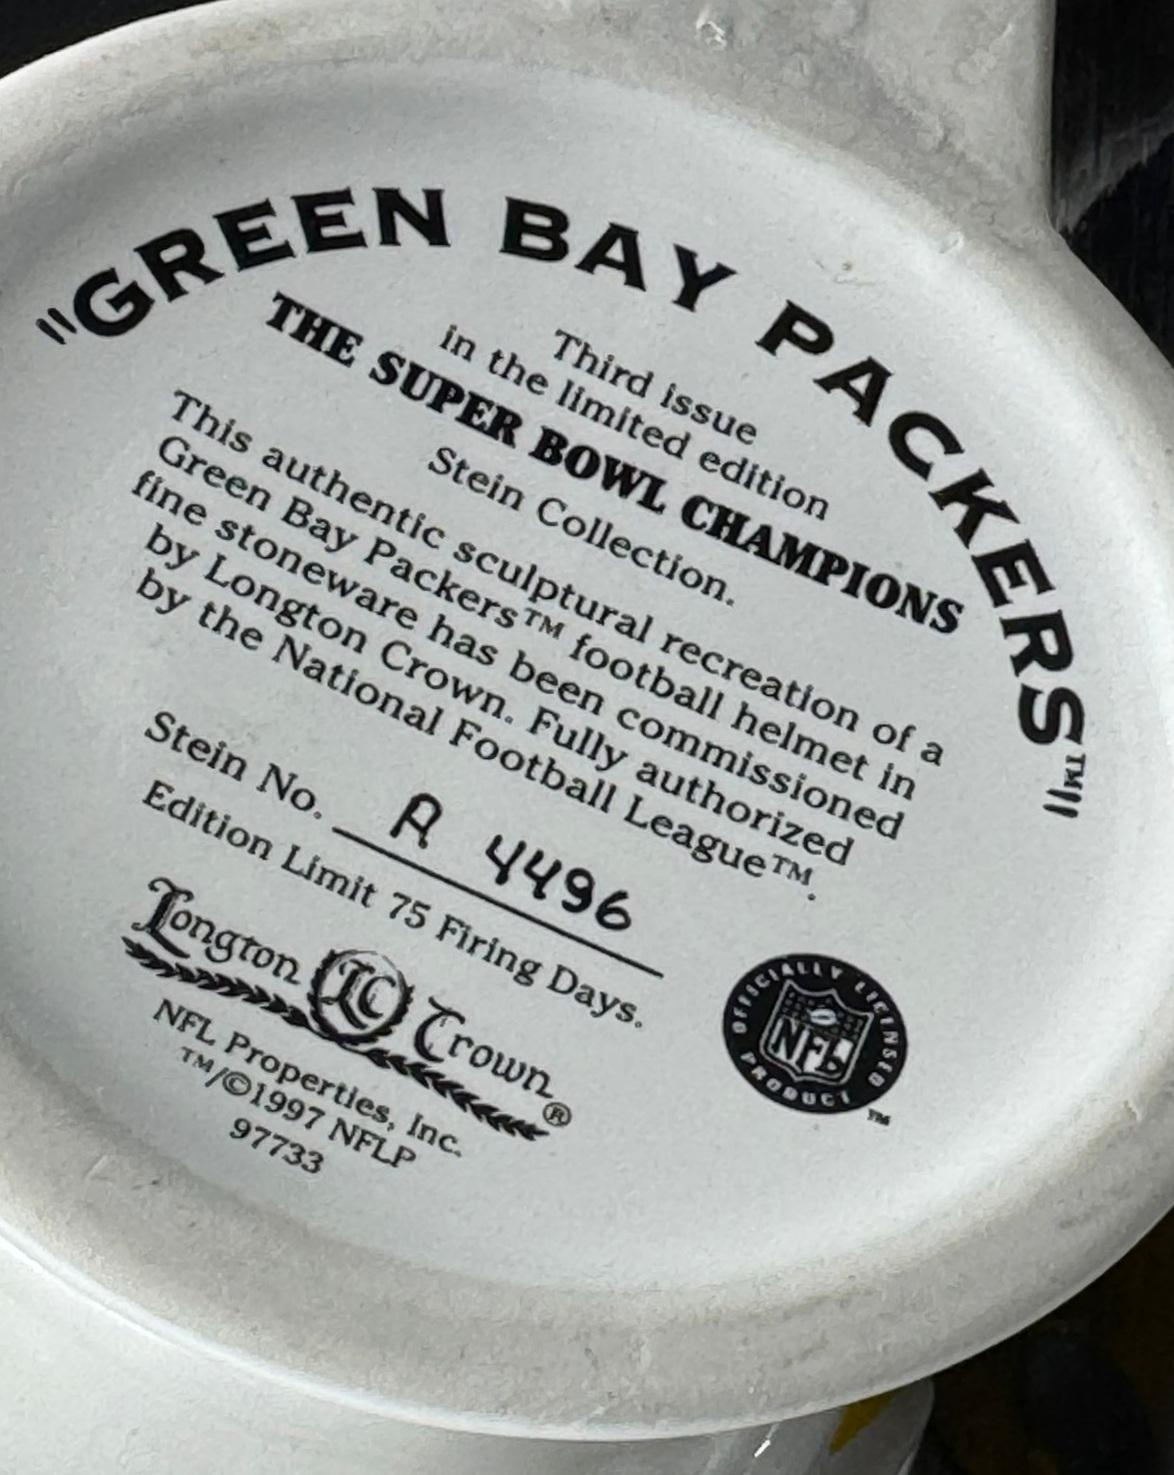 "GREEN BAY PACKERS™"
Third issue
in the limited edition
THE SUPER BOWL CHAMPIONS
Stein Collection.
This authentic sculptural recreation of a
Green Bay Packers™ football helmet in
fine stoneware has been commissioned
by Longton Crown. Fully authorized
by the National Football League™.
Stein No. A 4496
Edition Limit 75 Firing Days.
Longton LC Crown®
NFL Properties, Inc.
™/©1997 NFLP
97733
OFFICIALLY LICENSED
NFL
PRODUCT
™